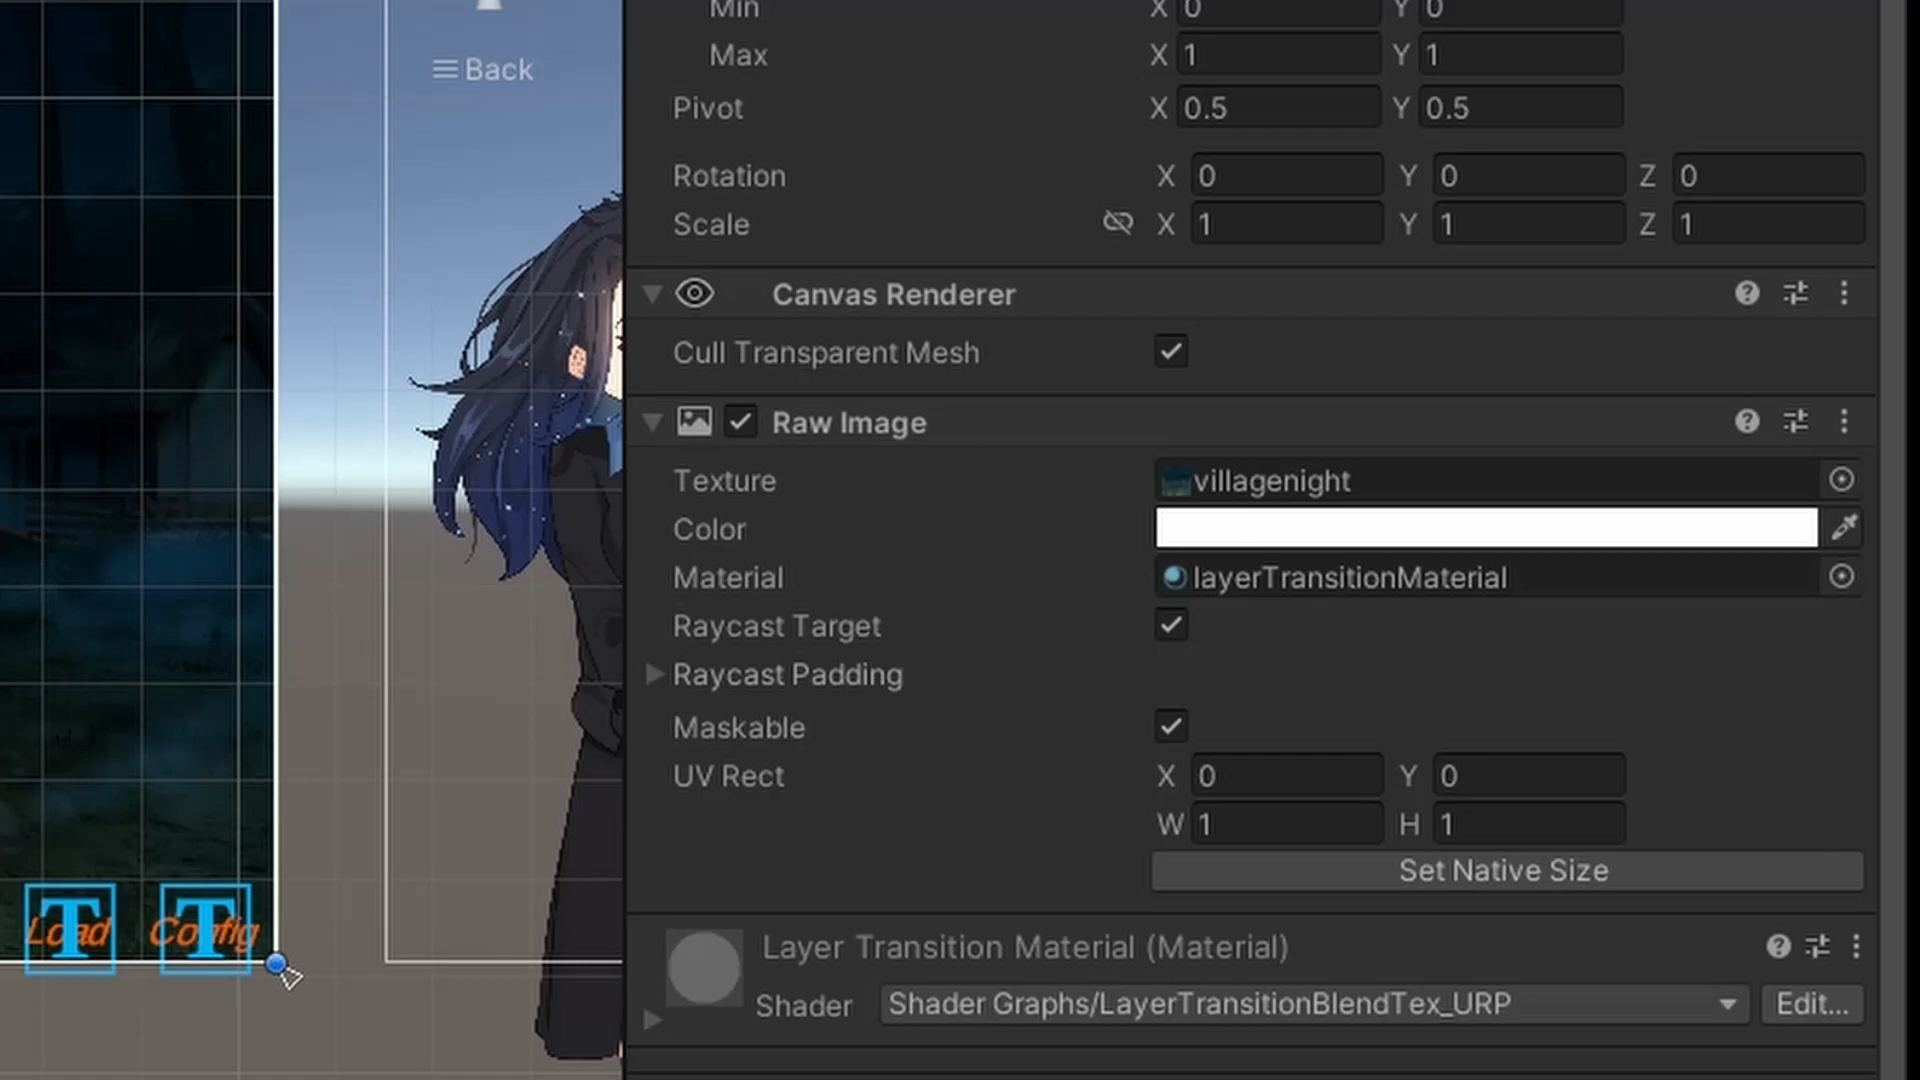 Min X 0 Y 0
Back
Max X 1 Y 1
Pivot X 0.5 Y 0.5
Rotation X 0 Y 0 Z 0
Scale X 1 Y 1 Z 1
Canvas Renderer
Cull Transparent Mesh
Raw Image
Texture villagenight
Color
Material layerTransitionMaterial
Raycast Target
Raycast Padding
Maskable
UV Rect X 0 Y 0
W 1 H 1
Set Native Size
Load Config
Layer Transition Material (Material)
Shader Shader Graphs/LayerTransitionBlendTex_URP Edit...